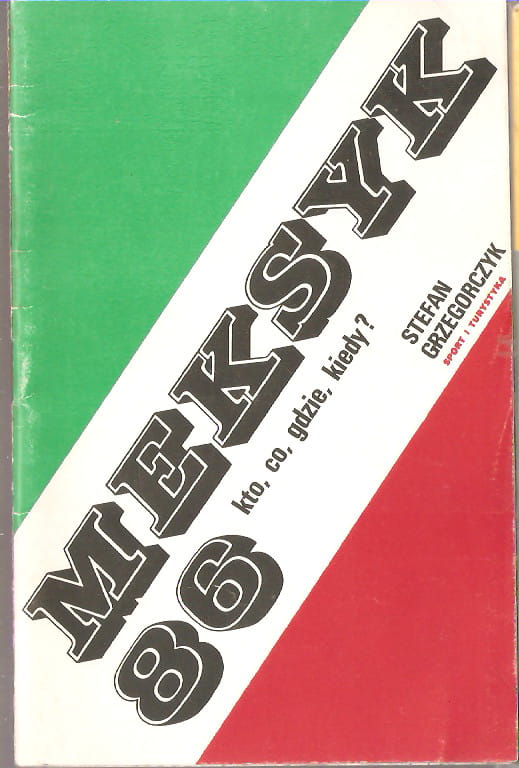 MEKSYK
86
kto, co, gdzie, kiedy?
STEFAN
GRZEGORCZYK
SPORT I TURYSTYKA